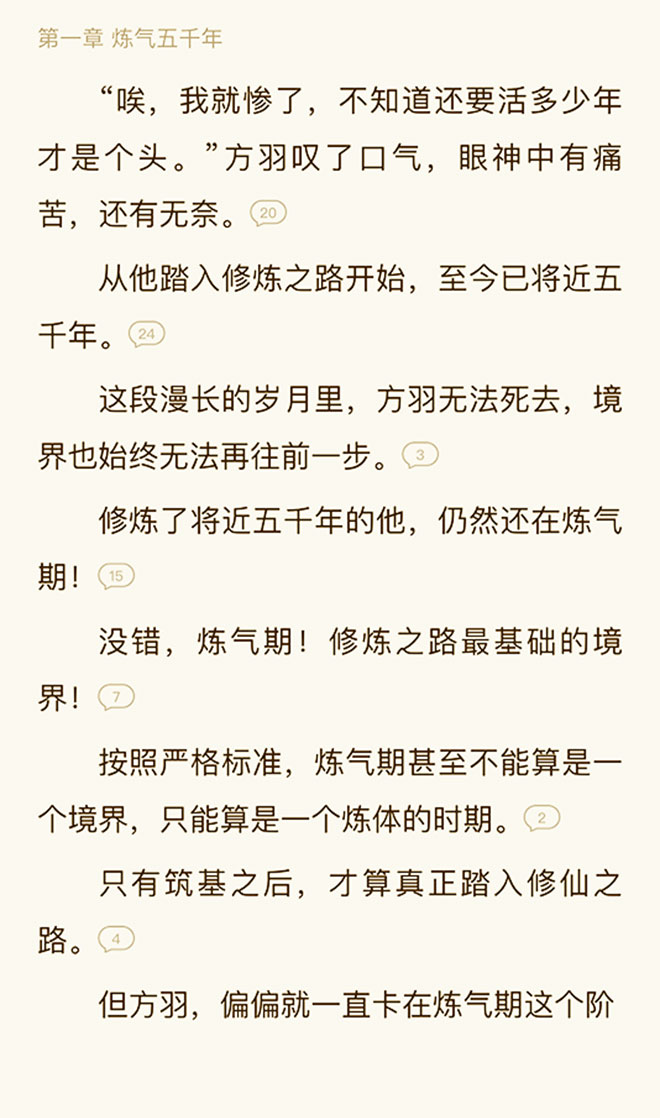 第一章 炼气五千年
“唉，我就惨了，不知道还要活多少年
才是个头。”方羽叹了口气，眼神中有痛
苦，还有无奈。20
从他踏入修炼之路开始，至今已将近五
千年。24
这段漫长的岁月里，方羽无法死去，境
界也始终无法再往前一步。3
修炼了将近五千年的他，仍然还在炼气
期！15
没错，炼气期！修炼之路最基础的境
界！7
按照严格标准，炼气期甚至不能算是一
个境界，只能算是一个炼体的时期。2
只有筑基之后，才算真正踏入修仙之
路。4
但方羽，偏偏就一直卡在炼气期这个阶